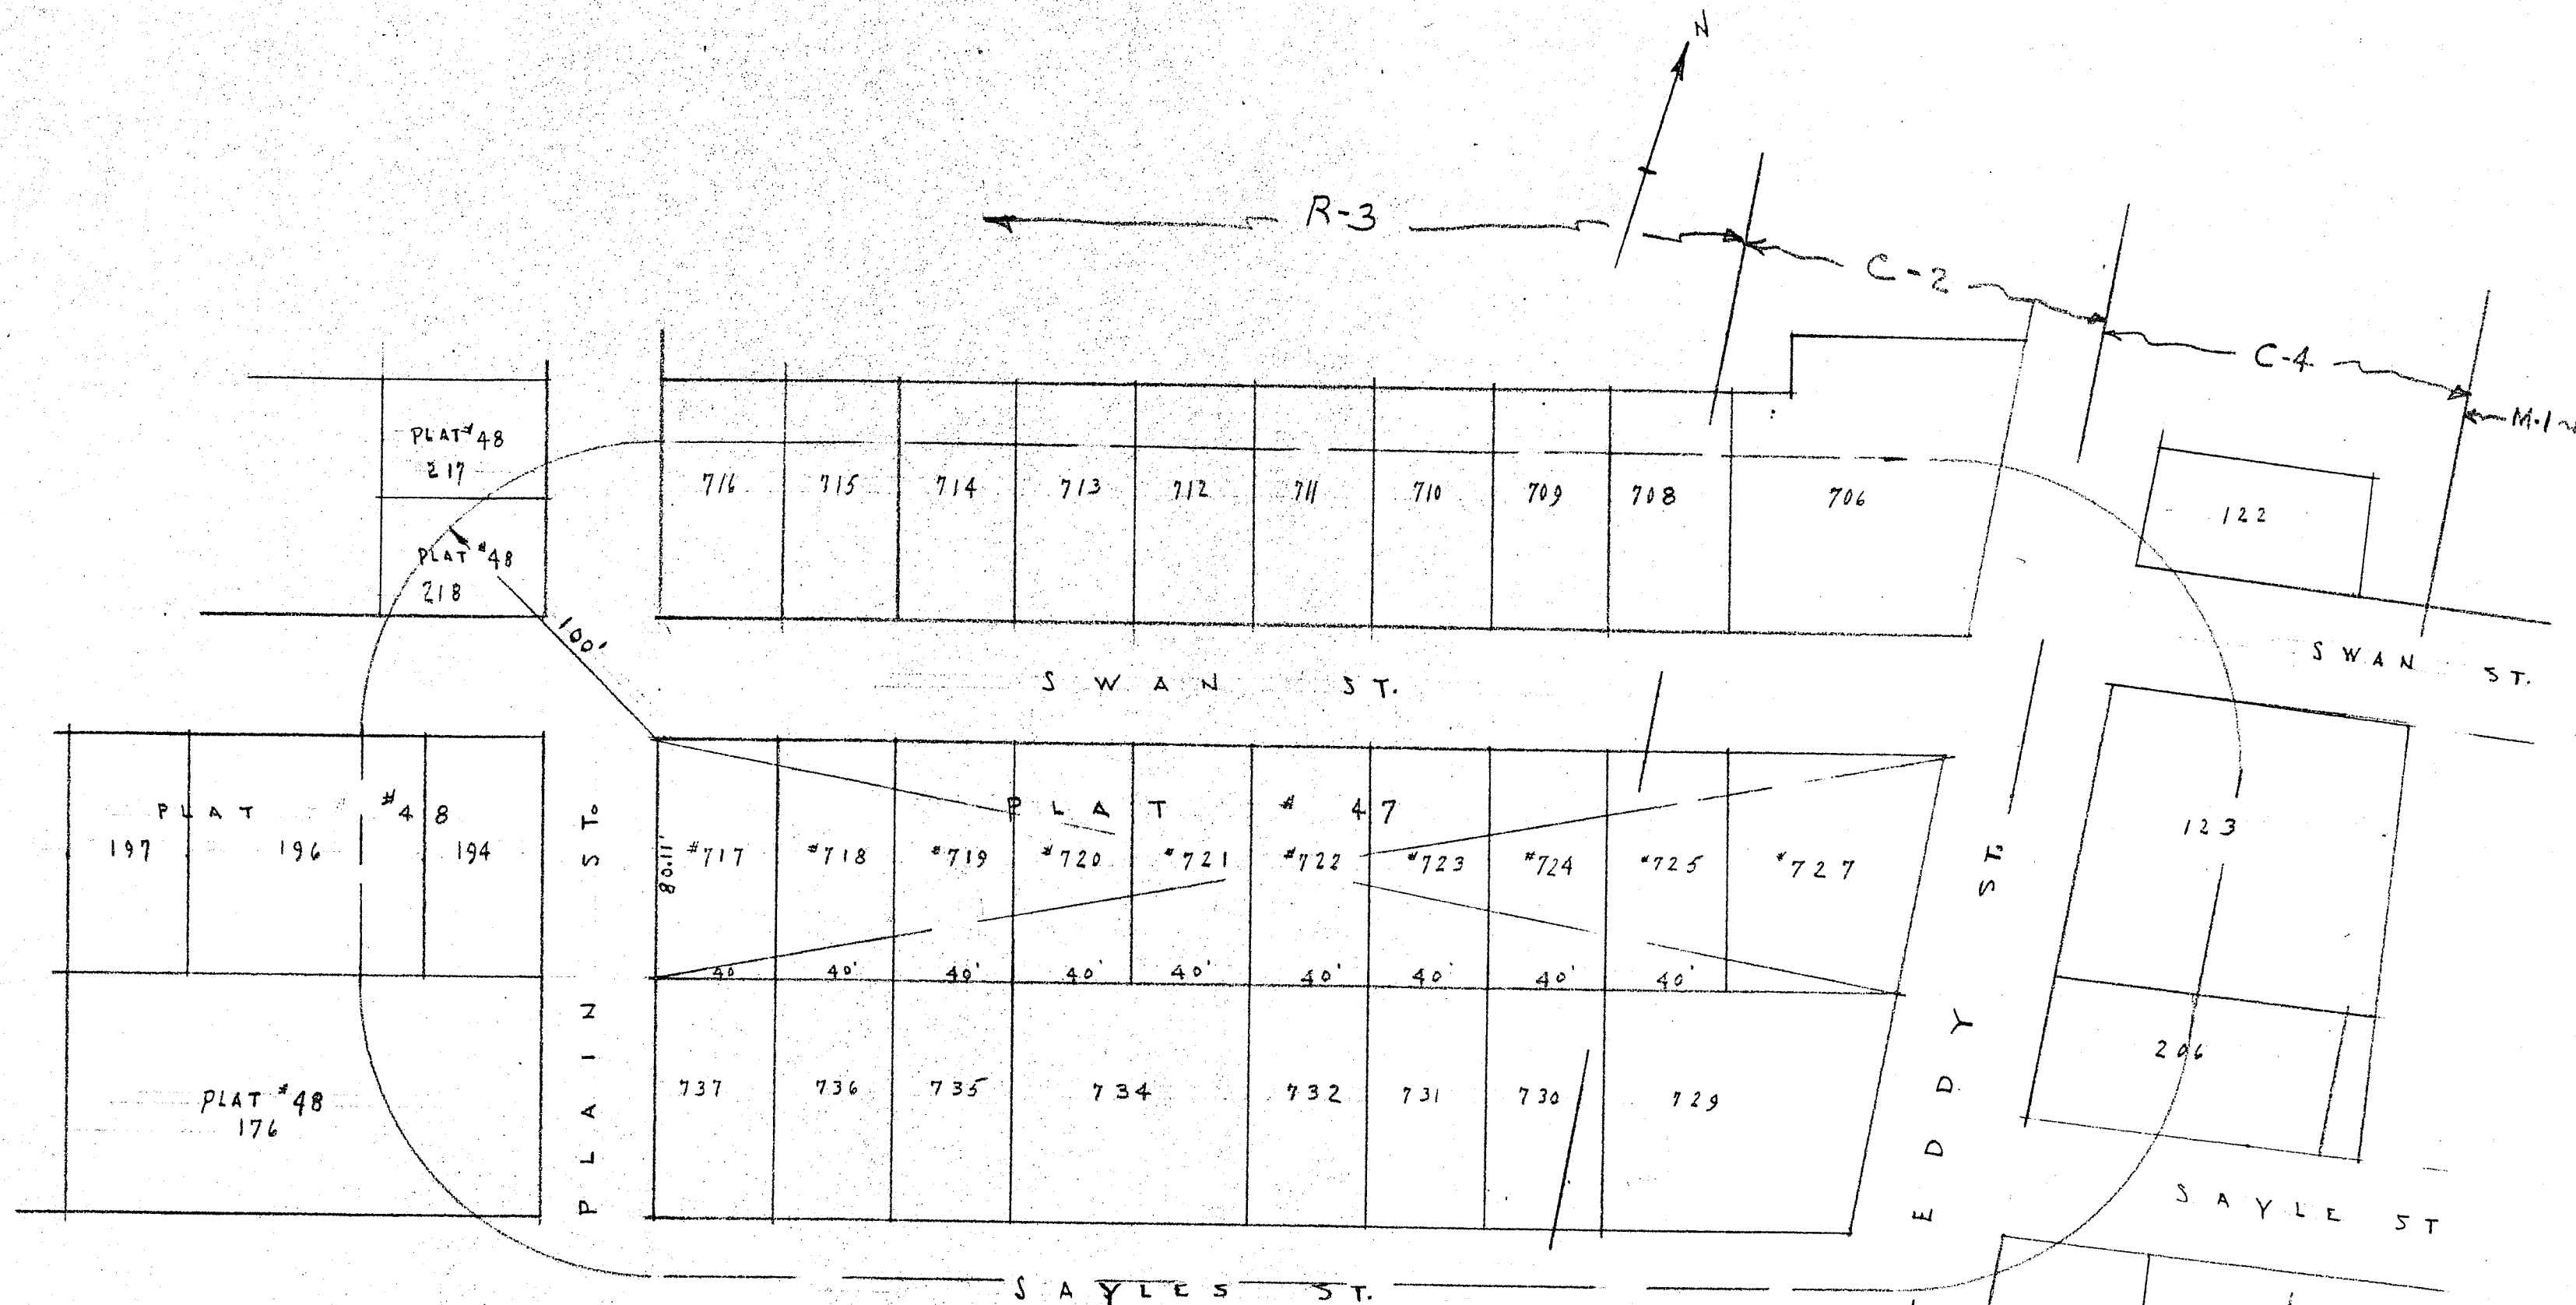 N
R-3
C-2
C-4
M-1
PLAT #48
217
PLAT #48
218
100'
716 715 714 713 712 711 710 709 708 706
122
SWAN ST.
SWAN ST.
PLAT #48
197 196 194
PLAIN ST.
80.11'
PLAT # 47
#717 #718 #719 #720 #721 #722 #723 #724 #725 #727
40 40' 40' 40' 40' 40' 40' 40' 40'
EDDY ST.
123
206
PLAT #48
176
737 736 735 734 732 731 730 729
SAYLE ST
SAYLES ST.